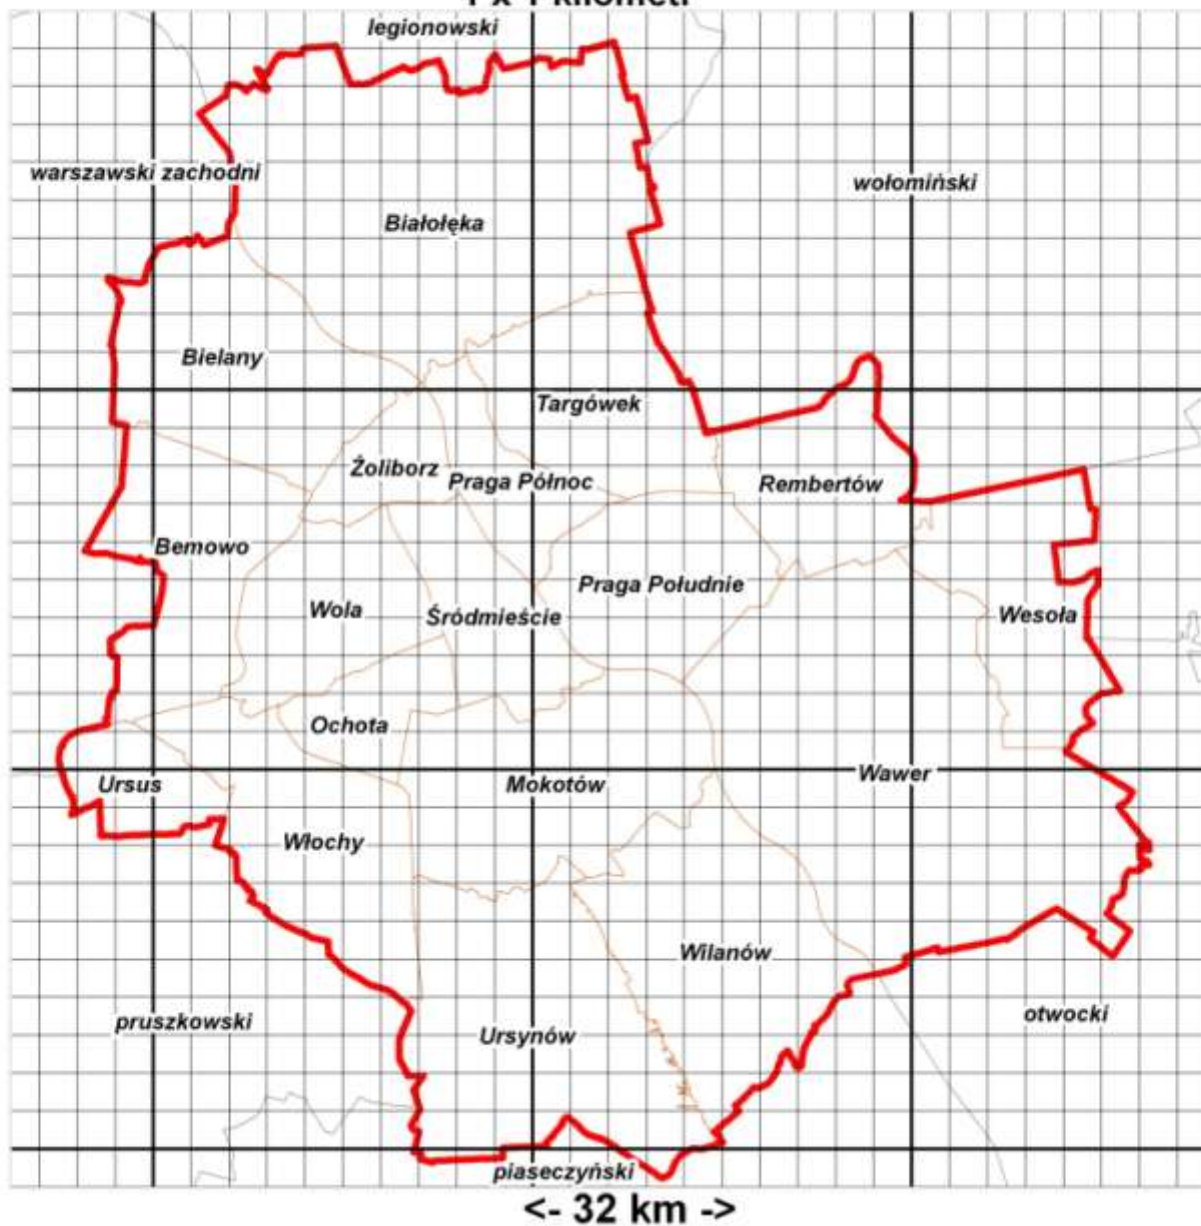 legionowski
warszawski zachodni
wołomiński
Białołęka
Bielany
Targówek
Żoliborz
Praga Północ
Rembertów
Bemowo
Praga Południe
Wola
Śródmieście
Wesoła
Ochota
Ursus
Mokotów
Wawer
Włochy
Wilanów
pruszkowski
Ursynów
otwocki
piaseczyński
<- 32 km ->